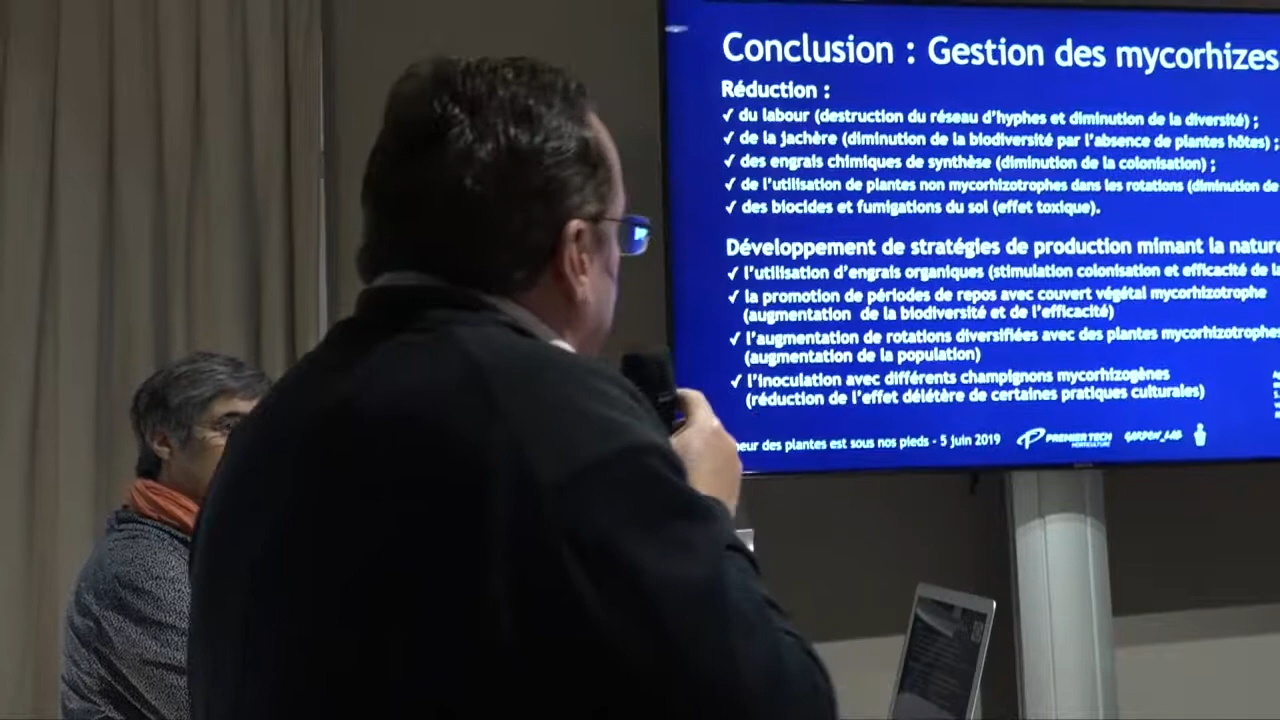 Conclusion : Gestion des mycorhizes
Réduction :
✓ du labour (destruction du réseau d'hyphes et diminution de la diversité) ;
✓ de la jachère (diminution de la biodiversité par l'absence de plantes hôtes) ;
✓ des engrais chimiques de synthèse (diminution de la colonisation) ;
✓ de l'utilisation de plantes non mycorhizotrophes dans les rotations (diminution de
✓ des biocides et fumigations du sol (effet toxique).
Développement de stratégies de production mimant la nature
✓ l'utilisation d'engrais organiques (stimulation colonisation et efficacité de la
✓ la promotion de périodes de repos avec couvert végétal mycorhizotrophe
(augmentation de la biodiversité et de l'efficacité)
✓ l'augmentation de rotations diversifiées avec des plantes mycorhizotrophes
(augmentation de la population)
✓ l'inoculation avec différents champignons mycorhizogènes
(réduction de l'effet délétère de certaines pratiques culturales)
des plantes est sous nos pieds - 5 juin 2019
PREMIER TECH
HORTICULTURE
GARDEN_LAB